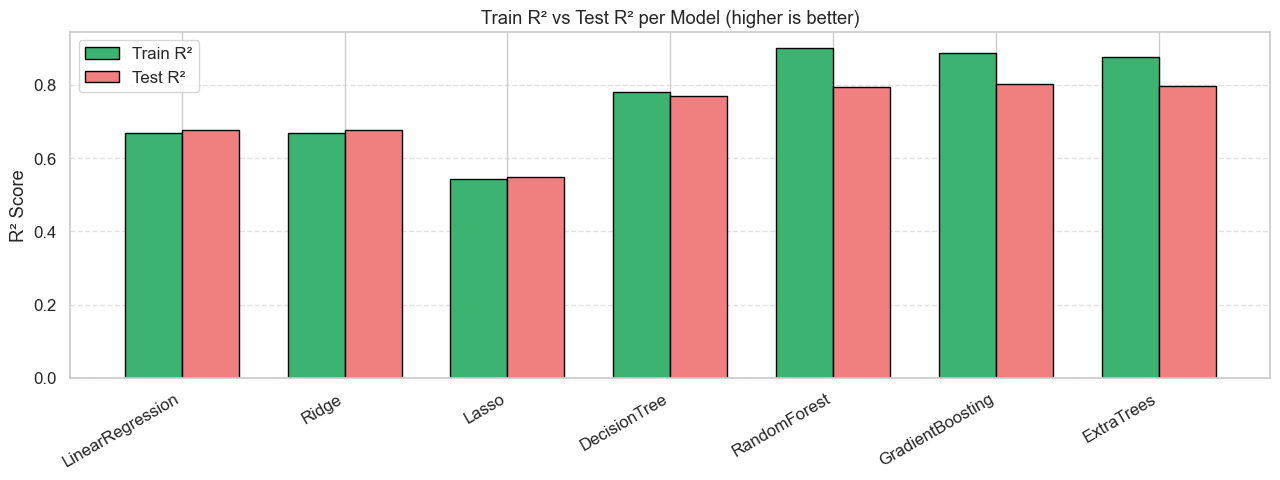 Train R² vs Test R² per Model (higher is better)
Train R²
Test R²
R² Score
0.8
0.6
0.4
0.2
0.0
LinearRegression
Ridge
Lasso
DecisionTree
RandomForest
GradientBoosting
ExtraTrees